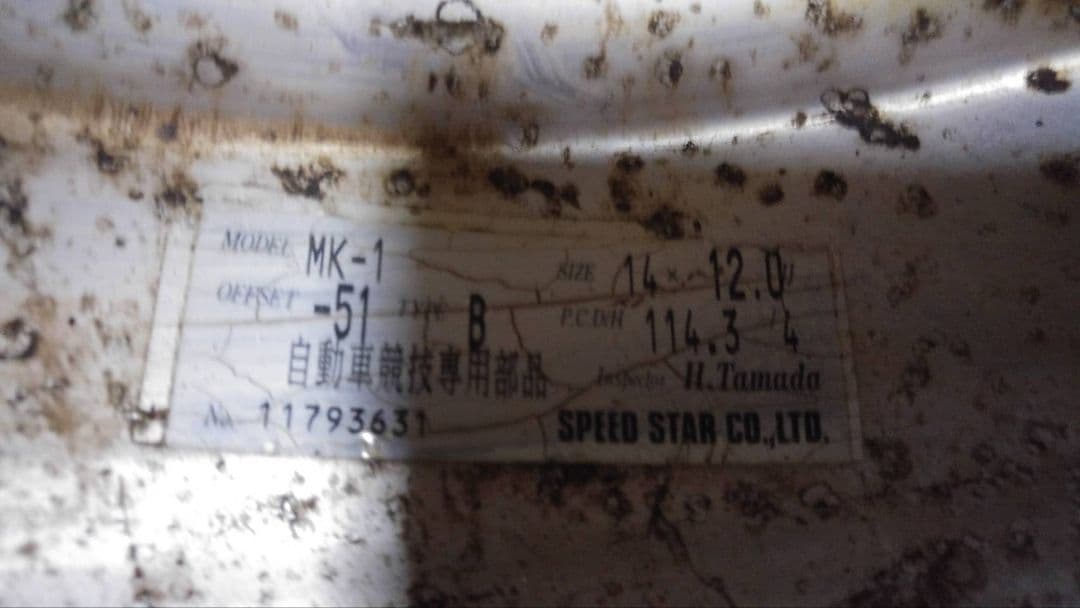 MODEL MK-1 SIZE 14 × 12.0J
OFFSET -51 TYPE B P.C.D/H 114.3 / 4
自動車競技専用部品 Inspector H.Tamada
No. 11793631 SPEED STAR CO.,LTD.